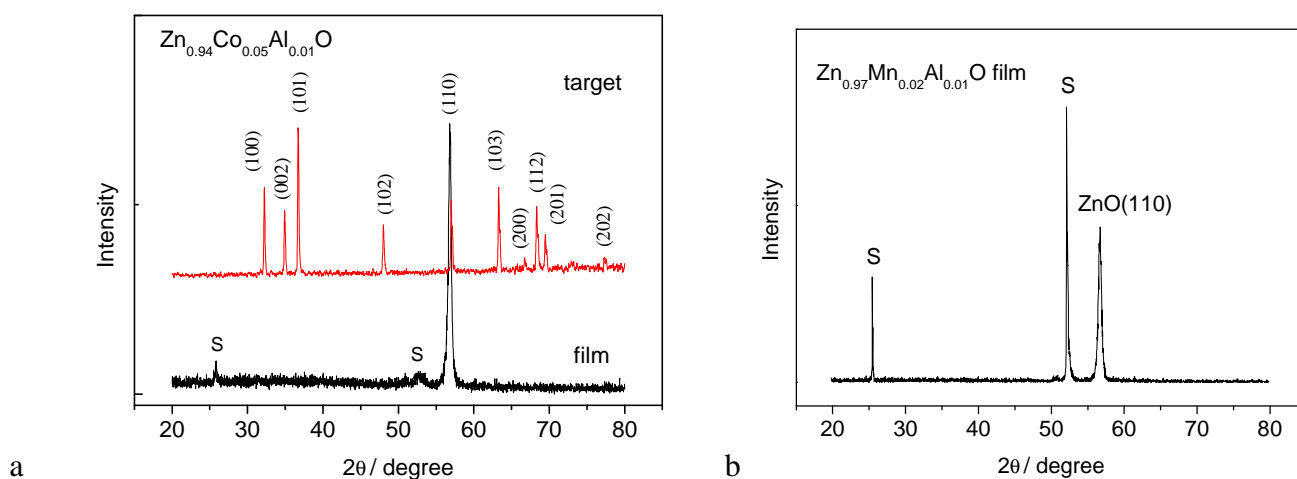 Zn0.94Co0.05Al0.01O
target
(100)
(002)
(101)
(102)
(110)
(103)
(200)
(112)
(201)
(202)
S
S
film
Intensity
20 30 40 50 60 70 80
2θ / degree
a
Zn0.97Mn0.02Al0.01O film
S
S
ZnO(110)
Intensity
20 30 40 50 60 70 80
2θ / degree
b